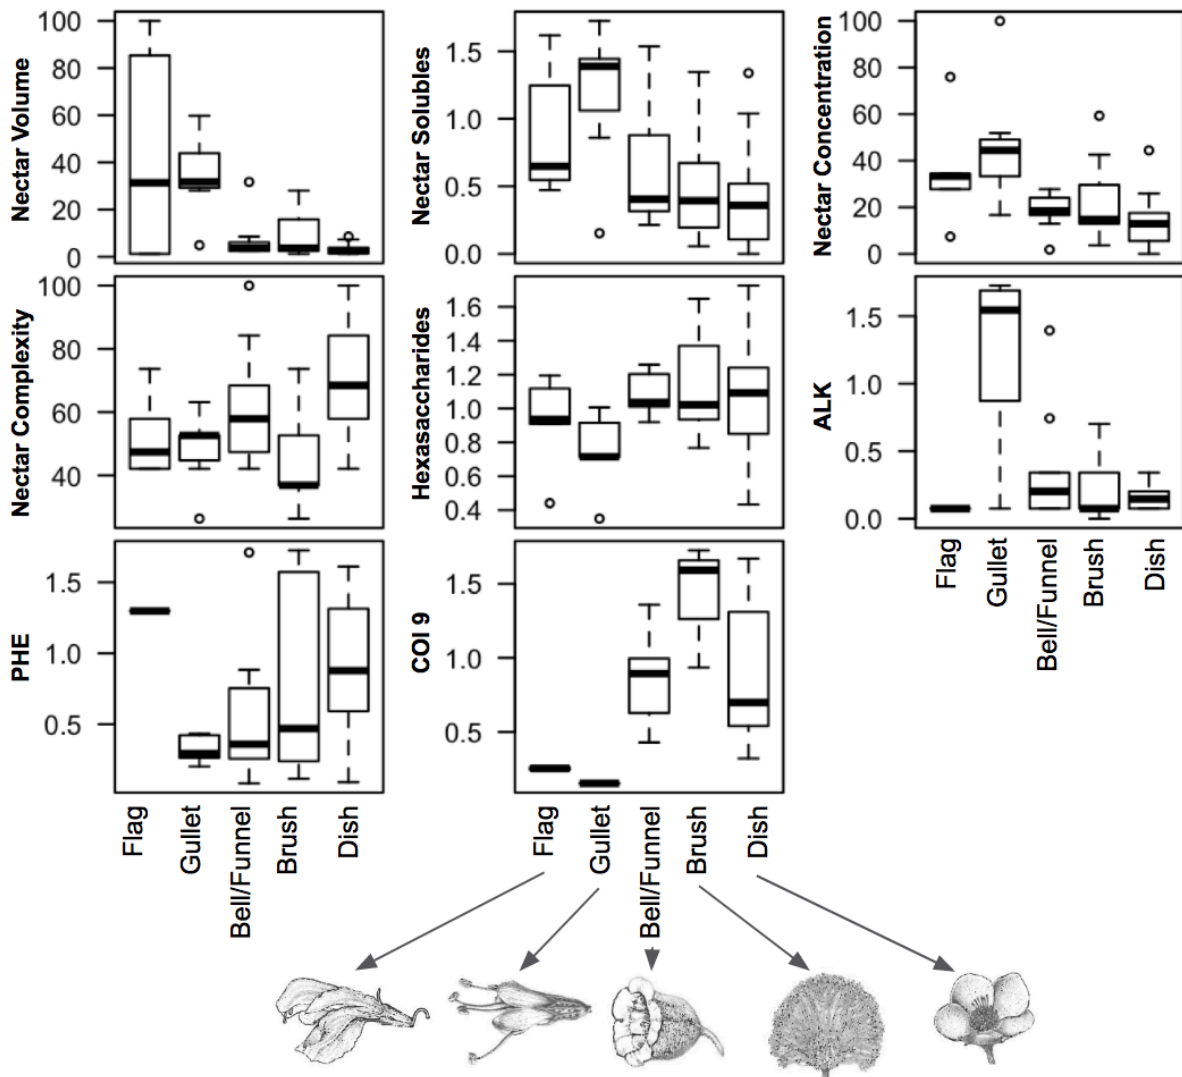 Nectar Volume
100
80
60
40
20
0
Nectar Solubles
1.5
1.0
0.5
0.0
Nectar Concentration
100
80
60
40
20
0
Nectar Complexity
100
80
60
40
Hexasaccharides
1.6
1.4
1.2
1.0
0.8
0.6
0.4
ALK
1.5
1.0
0.5
0.0
Flag
Gullet
Bell/Funnel
Brush
Dish
PHE
1.5
1.0
0.5
Flag
Gullet
Bell/Funnel
Brush
Dish
COI 9
1.5
1.0
0.5
Flag
Gullet
Bell/Funnel
Brush
Dish